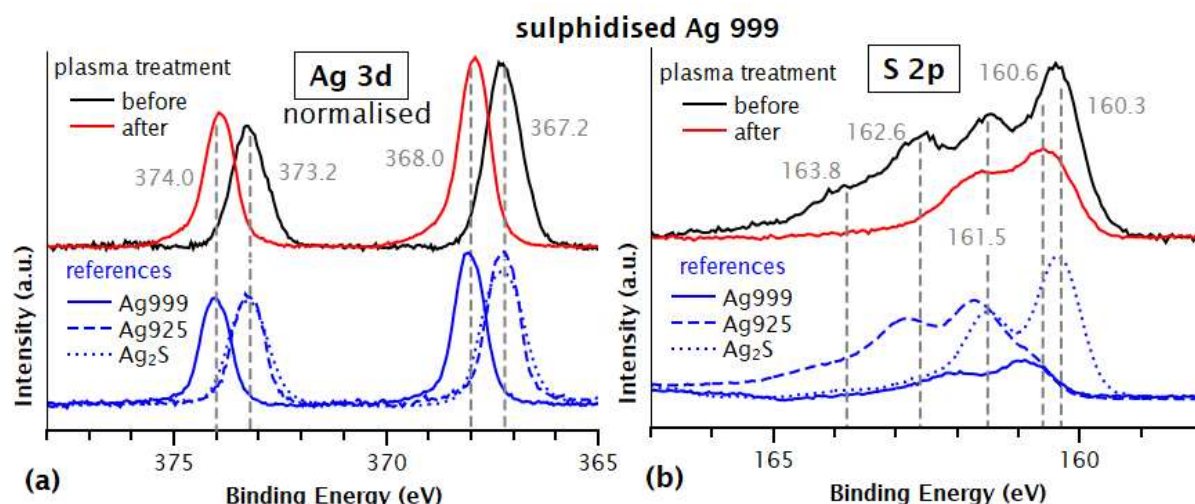 sulphidised Ag 999
plasma treatment
before
after
Ag 3d
normalised
374.0
373.2
368.0
367.2
references
Ag999
Ag925
Ag₂S
Intensity (a.u.)
375
370
365
(a)
Binding Energy (eV)
plasma treatment
before
after
S 2p
160.6
160.3
162.6
163.8
161.5
references
Ag999
Ag925
Ag₂S
Intensity (a.u.)
165
160
(b)
Binding Energy (eV)